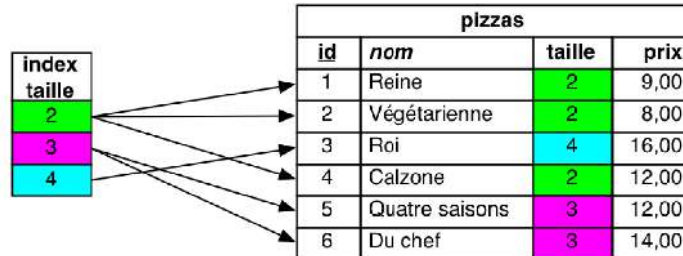 index
taille
2
3
4
pizzas
id nom taille prix
1 Reine 2 9,00
2 Végétarienne 2 8,00
3 Roi 4 16,00
4 Calzone 2 12,00
5 Quatre saisons 3 12,00
6 Du chef 3 14,00